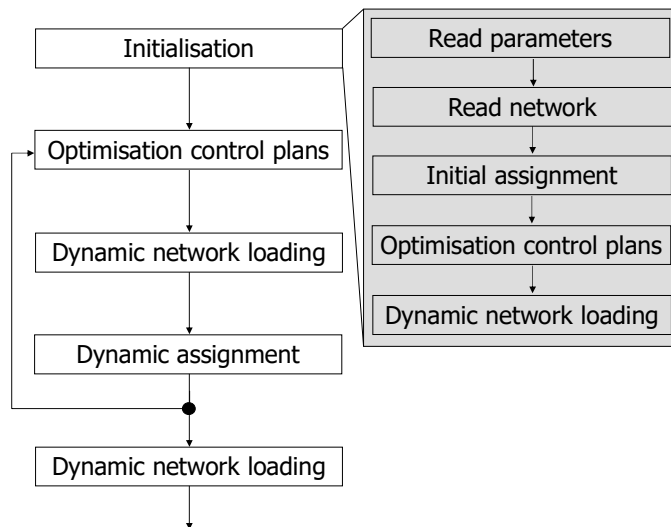 Initialisation
Optimisation control plans
Dynamic network loading
Dynamic assignment
Dynamic network loading
Read parameters
Read network
Initial assignment
Optimisation control plans
Dynamic network loading